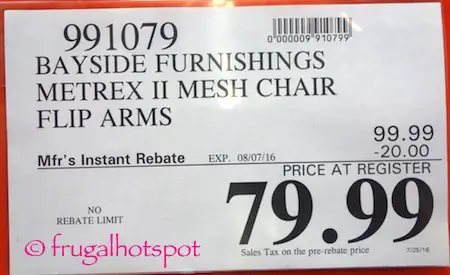 991079
0000009910799
BAYSIDE FURNISHINGS
METREX II MESH CHAIR
FLIP ARMS
99.99
Mfr's Instant Rebate EXP. 08/07/16 -20.00
PRICE AT REGISTER
NO
REBATE LIMIT
79.99
Sales Tax on the pre-rebate price 7/25/16
© frugalhotspot